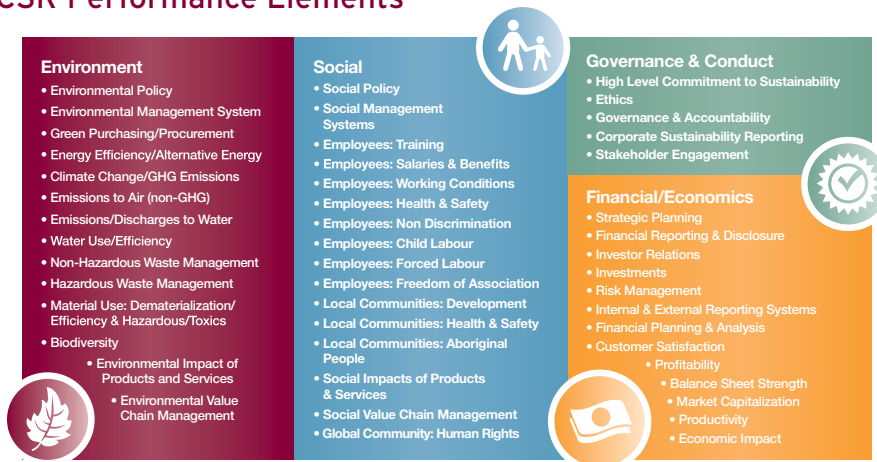 CSR Performance Elements
Environment
• Environmental Policy
• Environmental Management System
• Green Purchasing/Procurement
• Energy Efficiency/Alternative Energy
• Climate Change/GHG Emissions
• Emissions to Air (non-GHG)
• Emissions/Discharges to Water
• Water Use/Efficiency
• Non-Hazardous Waste Management
• Hazardous Waste Management
• Material Use: Dematerialization/
Efficiency & Hazardous/Toxics
• Biodiversity
• Environmental Impact of
Products and Services
• Environmental Value
Chain Management
Social
• Social Policy
• Social Management
Systems
• Employees: Training
• Employees: Salaries & Benefits
• Employees: Working Conditions
• Employees: Health & Safety
• Employees: Non Discrimination
• Employees: Child Labour
• Employees: Forced Labour
• Employees: Freedom of Association
• Local Communities: Development
• Local Communities: Health & Safety
• Local Communities: Aboriginal
People
• Social Impacts of Products
& Services
• Social Value Chain Management
• Global Community: Human Rights
Governance & Conduct
• High Level Commitment to Sustainability
• Ethics
• Governance & Accountability
• Corporate Sustainability Reporting
• Stakeholder Engagement
Financial/Economics
• Strategic Planning
• Financial Reporting & Disclosure
• Investor Relations
• Investments
• Risk Management
• Internal & External Reporting Systems
• Financial Planning & Analysis
• Customer Satisfaction
• Profitability
• Balance Sheet Strength
• Market Capitalization
• Productivity
• Economic Impact